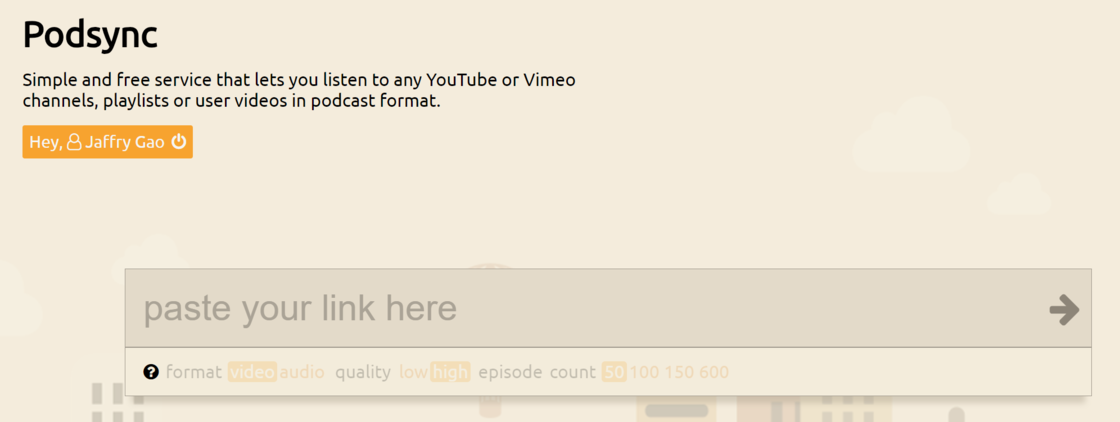 Podsync
Simple and free service that lets you listen to any YouTube or Vimeo
channels, playlists or user videos in podcast format.
Hey, Jaffry Gao
paste your link here
format video audio quality low high episode count 50 100 150 600